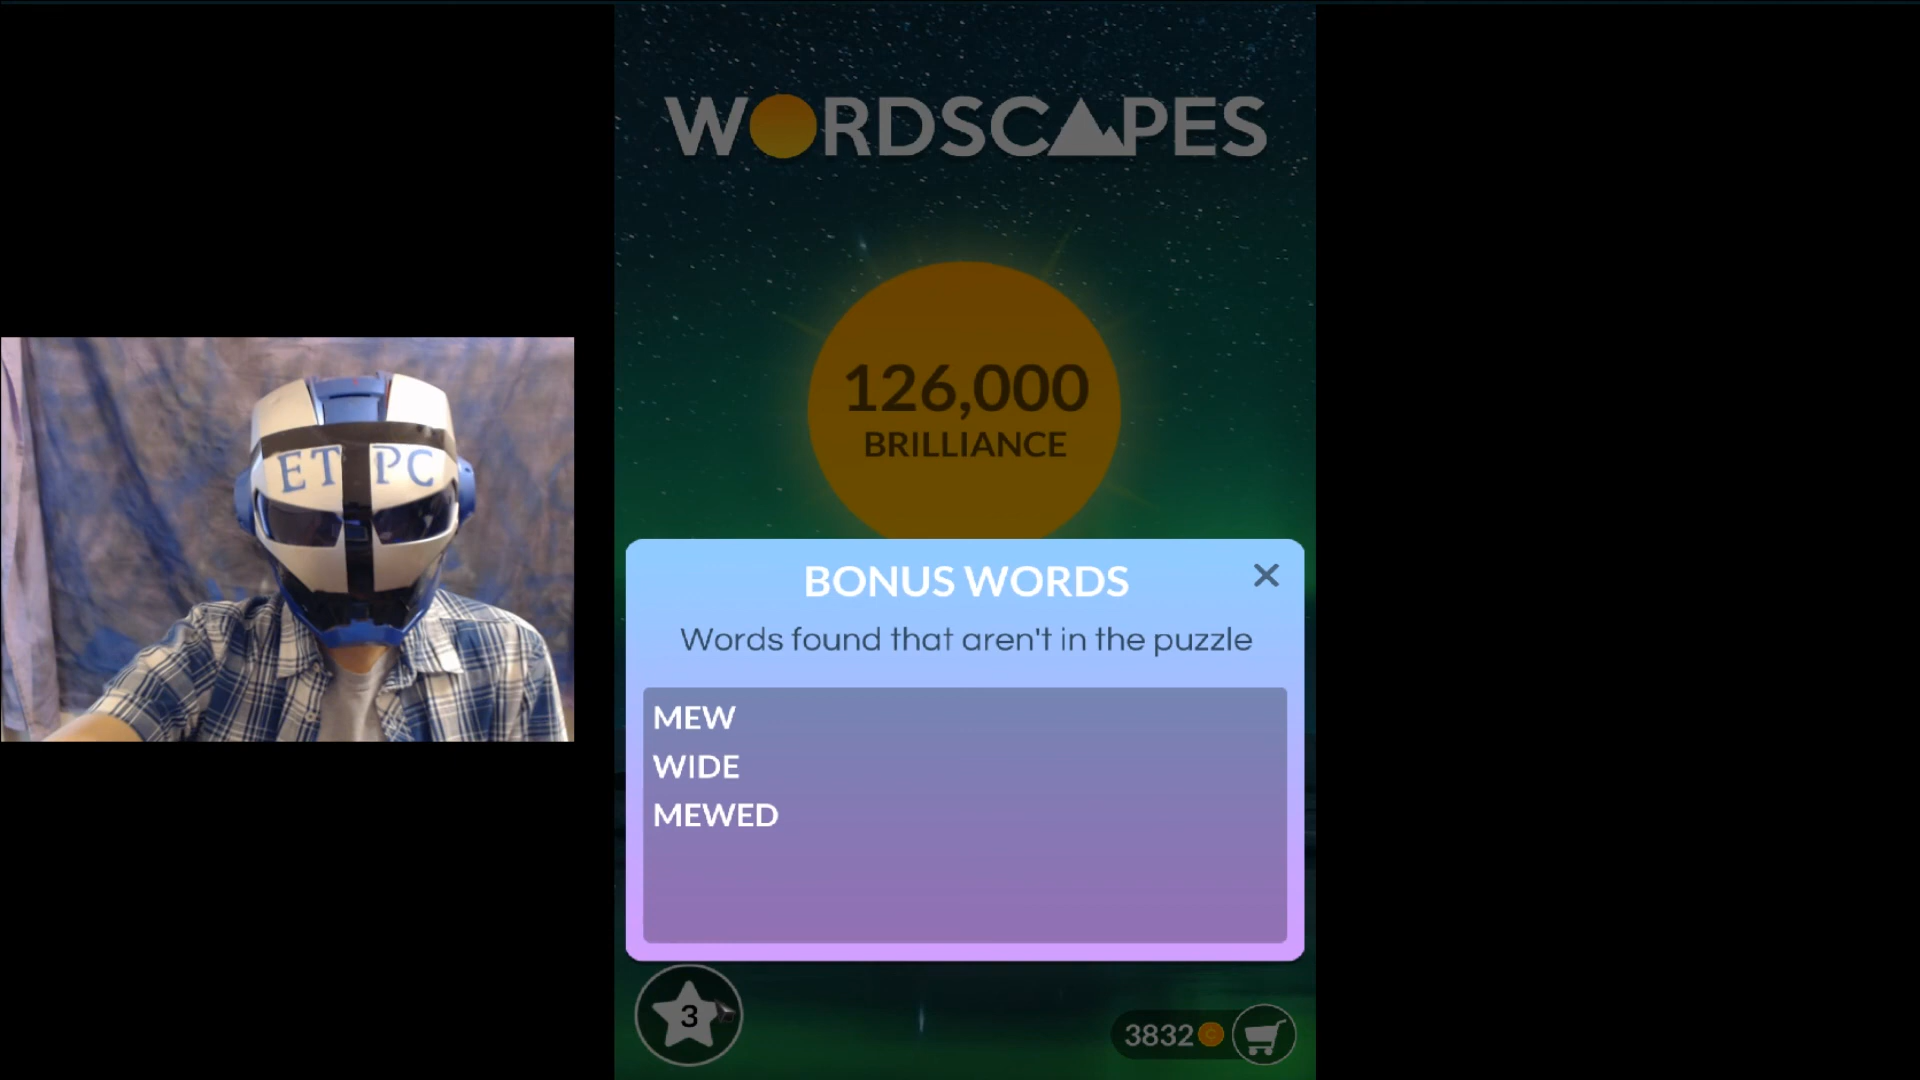 WORDSCAPES
126,000
BRILLIANCE
ET PC
BONUS WORDS
Words found that aren't in the puzzle
MEW
WIDE
MEWED
3
3832